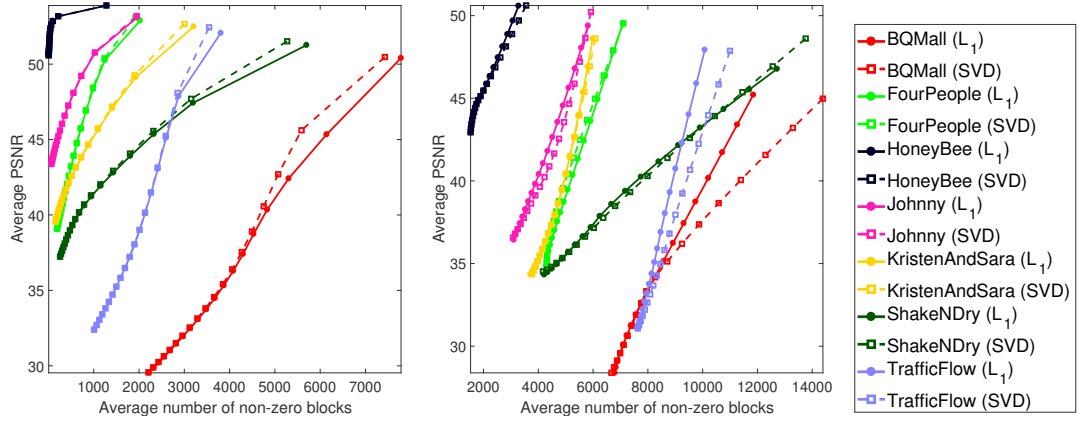 50
45
40
35
30
Average PSNR
1000
2000
3000
4000
5000
6000
7000
Average number of non-zero blocks
50
45
40
35
30
Average PSNR
2000
4000
6000
8000
10000
12000
14000
Average number of non-zero blocks
BQMall (L₁)
BQMall (SVD)
FourPeople (L₁)
FourPeople (SVD)
HoneyBee (L₁)
HoneyBee (SVD)
Johnny (L₁)
Johnny (SVD)
KristenAndSara (L₁)
KristenAndSara (SVD)
ShakeNDry (L₁)
ShakeNDry (SVD)
TrafficFlow (L₁)
TrafficFlow (SVD)